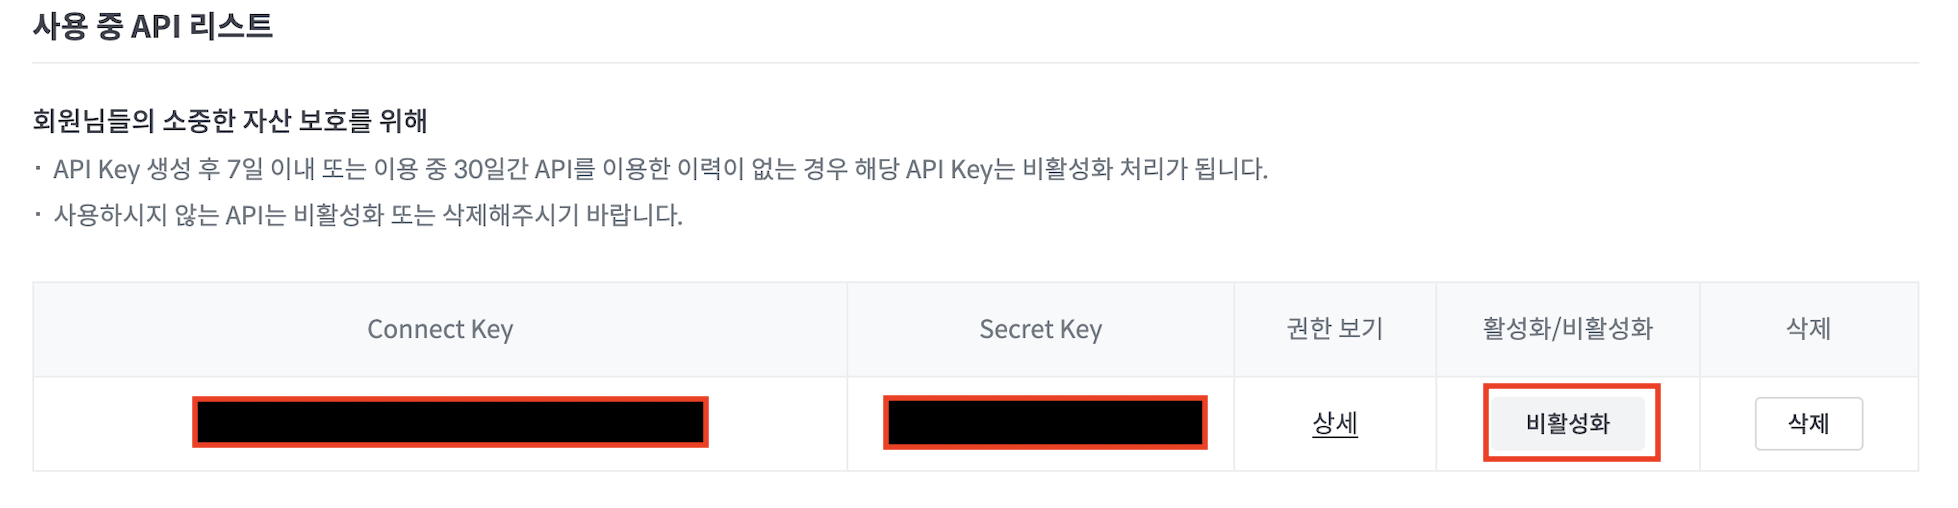 사용 중 API 리스트
회원님들의 소중한 자산 보호를 위해
· API Key 생성 후 7일 이내 또는 이용 중 30일간 API를 이용한 이력이 없는 경우 해당 API Key는 비활성화 처리가 됩니다.
· 사용하시지 않는 API는 비활성화 또는 삭제해주시기 바랍니다.
Connect Key Secret Key 권한 보기 활성화/비활성화 삭제
상세 비활성화 삭제